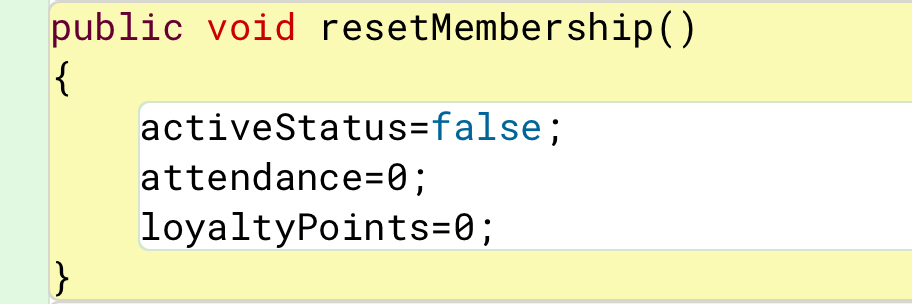 public void resetMembership()
{
activeStatus=false;
attendance=0;
loyaltyPoints=0;
}